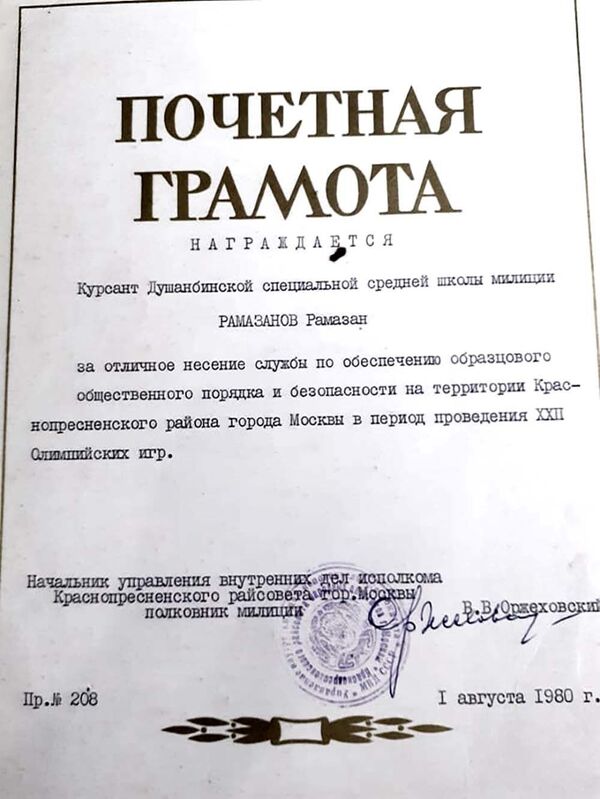 ПОЧЕТНАЯ
ГРАМОТА
НАГРАЖДАЕТСЯ
Курсант Душанбинской специальной средней школы милиции
РАМАЗАНОВ Рамазан
за отличное несение службы по обеспечению образцового
общественного порядка и безопасности на территории Крас-
нопресненского района города Москвы в период проведения ХХП
Олимпийских игр.
Начальник управления внутренних дел исполкома
Краснопресненского райсовета гор.Москвы
полковник милиции В.В.Оржеховский
Пр.№ 208 I августа 1980 г.